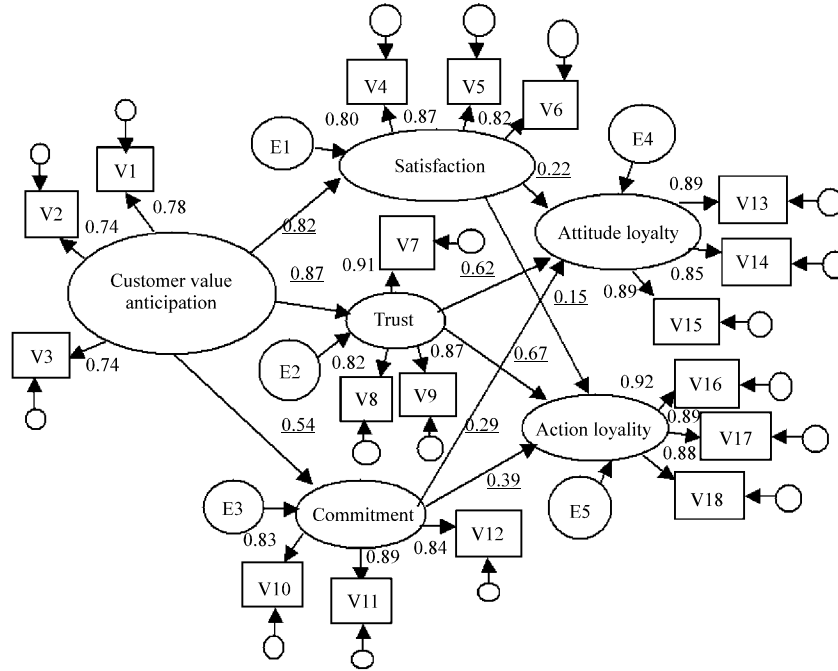 V4
V5
V6
0.80
0.87
0.82
E1
Satisfaction
E4
V1
V2
0.74
0.78
0.22
0.89
V13
Attitude loyalty
V14
0.85
0.89
V15
0.82
V7
0.91
0.62
0.87
Customer value
anticipation
0.15
Trust
E2
0.82
0.87
V8
V9
V3
0.74
0.67
0.92
V16
0.89
V17
0.88
V18
Action loyalty
E5
0.54
0.29
0.39
E3
Commitment
0.83
0.89
0.84
V12
V10
V11